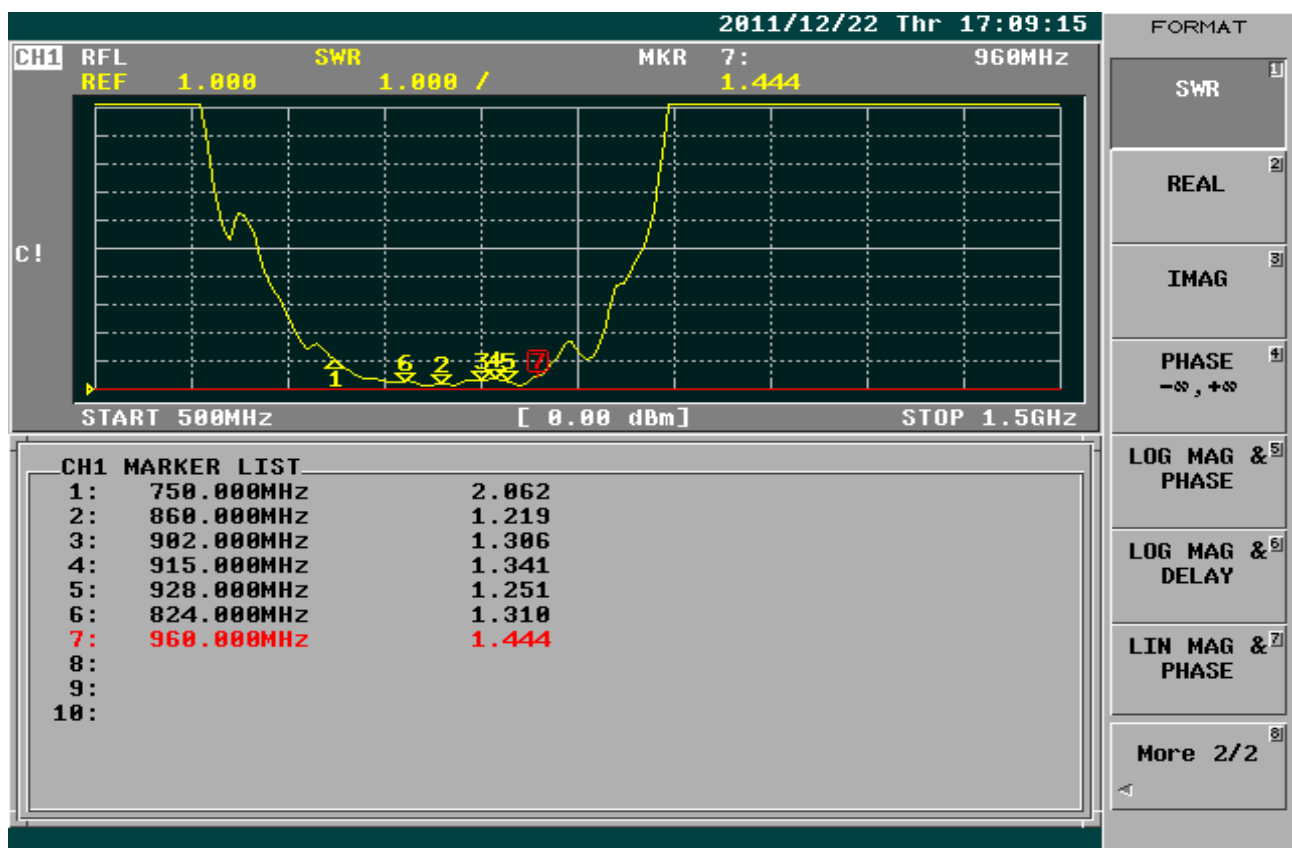 2011/12/22 Thr 17:09:15
CH1 RFL SWR MKR 7: 960MHz
REF 1.000 1.000 / 1.444
C!
6 2 345 7
1
START 500MHz [ 0.00 dBm] STOP 1.5GHz
CH1 MARKER LIST
1: 750.000MHz 2.062
2: 860.000MHz 1.219
3: 902.000MHz 1.306
4: 915.000MHz 1.341
5: 928.000MHz 1.251
6: 824.000MHz 1.310
7: 960.000MHz 1.444
8:
9:
10:
FORMAT
SWR 1
REAL 2
IMAG 3
PHASE 4
-∞,+∞
LOG MAG & 5
PHASE
LOG MAG & 6
DELAY
LIN MAG & 7
PHASE
More 2/2 8